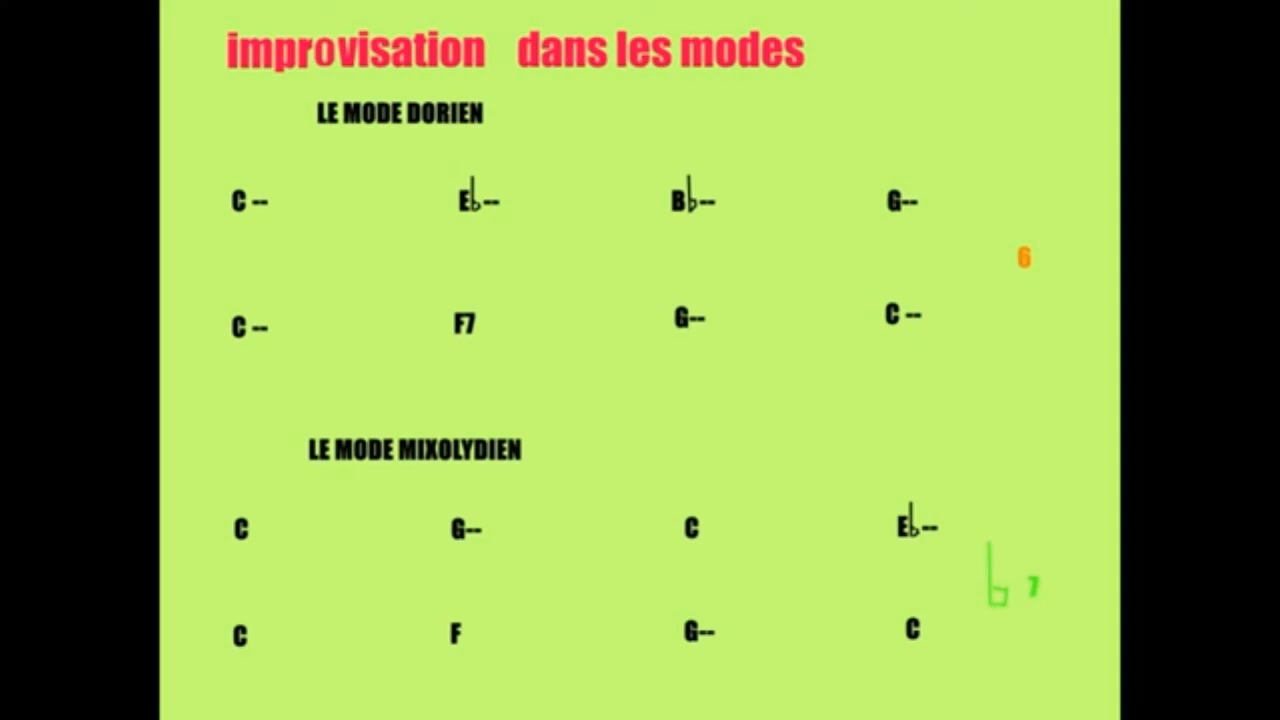 improvisation dans les modes
LE MODE DORIEN
C -- E♭-- B♭-- G--
6
C -- F7 G-- C --
LE MODE MIXOLYDIEN
C G-- C E♭--
♭ 7
C F G-- C